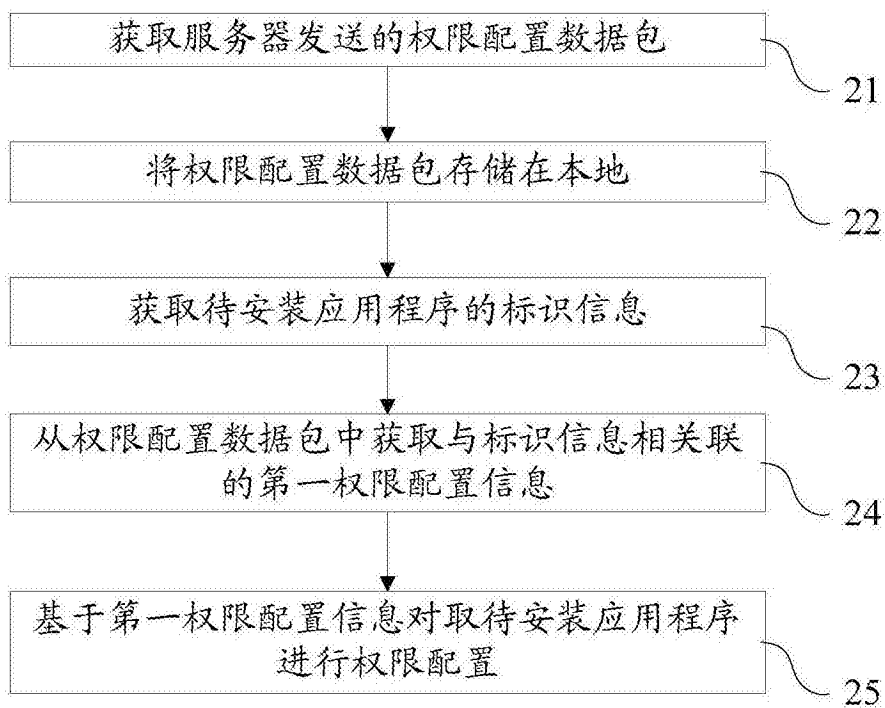 获取服务器发送的权限配置数据包
21
将权限配置数据包存储在本地
22
获取待安装应用程序的标识信息
23
从权限配置数据包中获取与标识信息相关联
的第一权限配置信息
24
基于第一权限配置信息对取待安装应用程序
进行权限配置
25